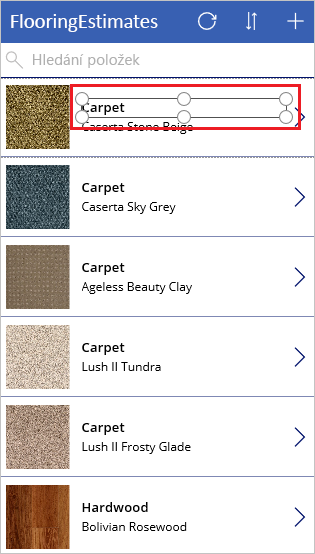 FlooringEstimates
Hledání položek
Carpet
Caserta Stone Beige
Carpet
Caserta Sky Grey
Carpet
Ageless Beauty Clay
Carpet
Lush II Tundra
Carpet
Lush II Frosty Glade
Hardwood
Bolivian Rosewood